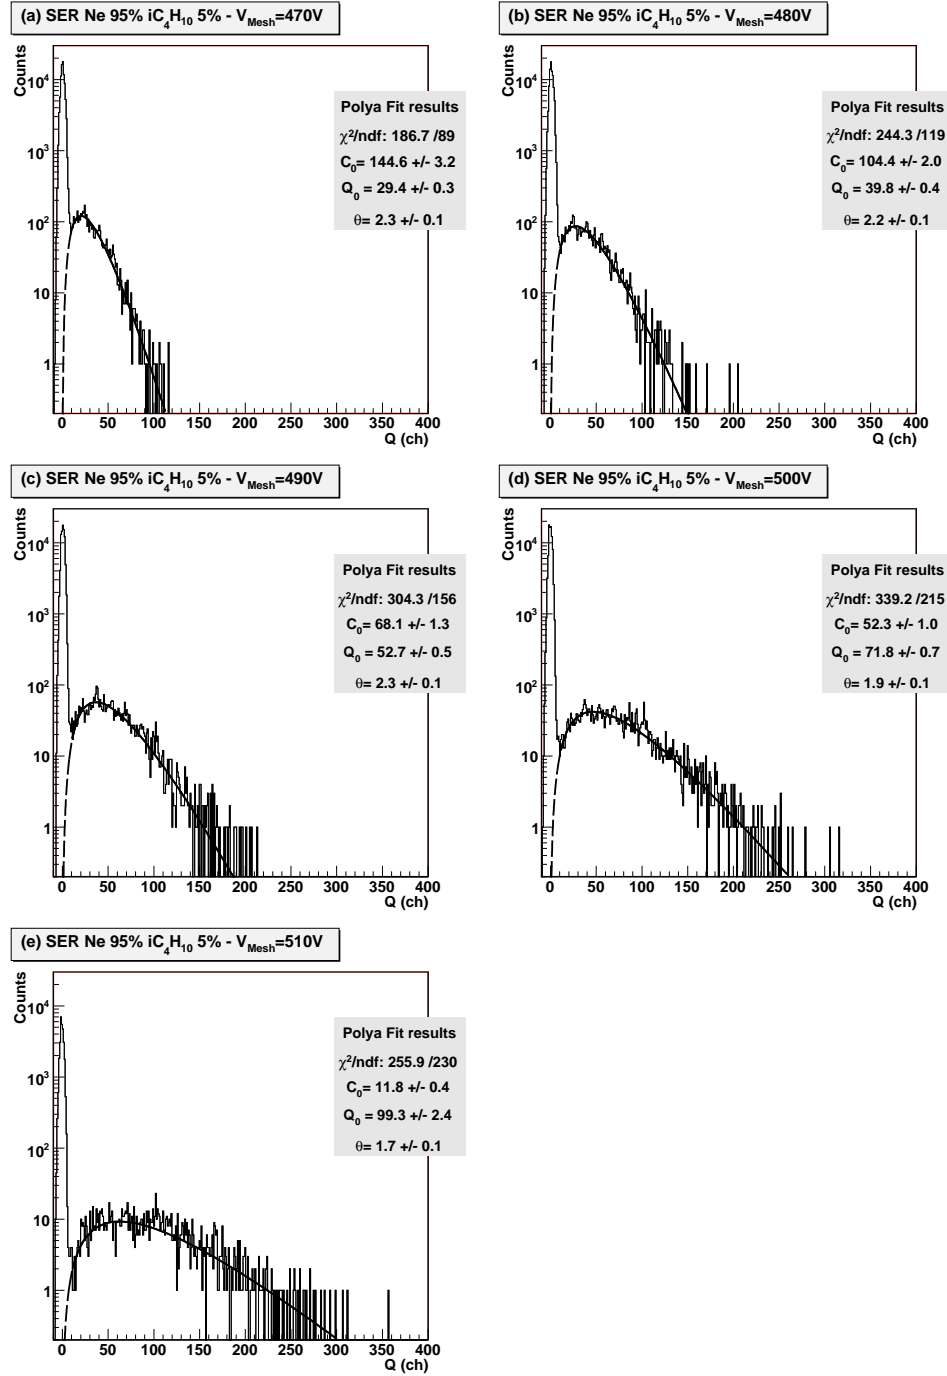 (a) SER Ne 95% iC4H10 5% - VMesh=470V
Counts
10^4
10^3
10^2
10
1
Polya Fit results
χ²/ndf: 186.7 /89
C0= 144.6 +/- 3.2
Q0 = 29.4 +/- 0.3
θ= 2.3 +/- 0.1
0 50 100 150 200 250 300 350 400
Q (ch)
(b) SER Ne 95% iC4H10 5% - VMesh=480V
Counts
10^4
10^3
10^2
10
1
Polya Fit results
χ²/ndf: 244.3 /119
C0= 104.4 +/- 2.0
Q0 = 39.8 +/- 0.4
θ= 2.2 +/- 0.1
0 50 100 150 200 250 300 350 400
Q (ch)
(c) SER Ne 95% iC4H10 5% - VMesh=490V
Counts
10^4
10^3
10^2
10
1
Polya Fit results
χ²/ndf: 304.3 /156
C0= 68.1 +/- 1.3
Q0 = 52.7 +/- 0.5
θ= 2.3 +/- 0.1
0 50 100 150 200 250 300 350 400
Q (ch)
(d) SER Ne 95% iC4H10 5% - VMesh=500V
Counts
10^4
10^3
10^2
10
1
Polya Fit results
χ²/ndf: 339.2 /215
C0= 52.3 +/- 1.0
Q0 = 71.8 +/- 0.7
θ= 1.9 +/- 0.1
0 50 100 150 200 250 300 350 400
Q (ch)
(e) SER Ne 95% iC4H10 5% - VMesh=510V
Counts
10^4
10^3
10^2
10
1
Polya Fit results
χ²/ndf: 255.9 /230
C0= 11.8 +/- 0.4
Q0 = 99.3 +/- 2.4
θ= 1.7 +/- 0.1
0 50 100 150 200 250 300 350 400
Q (ch)